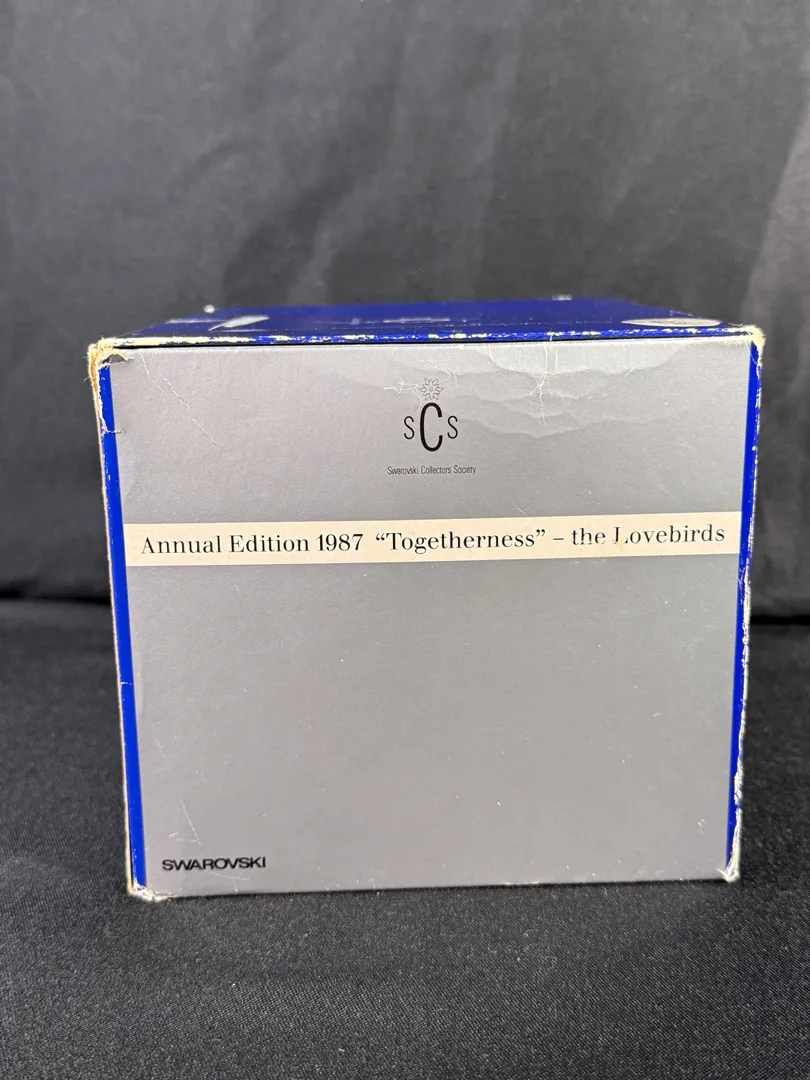 SCS
Swarovski Collectors Society
Annual Edition 1987 “Togetherness” – the Lovebirds
SWAROVSKI